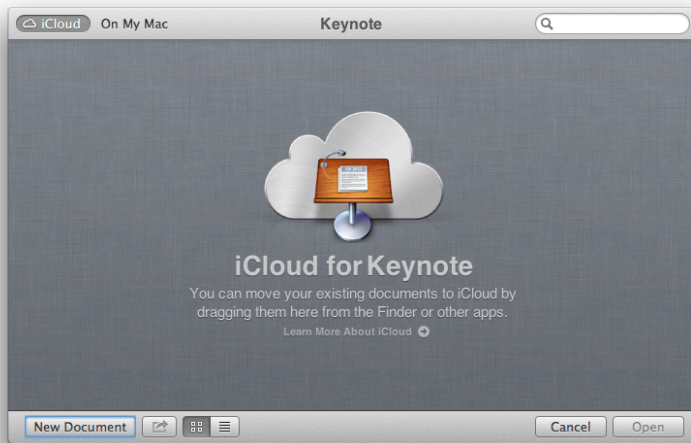 iCloud On My Mac Keynote
iCloud for Keynote
You can move your existing documents to iCloud by
dragging them here from the Finder or other apps.
Learn More About iCloud
New Document Cancel Open